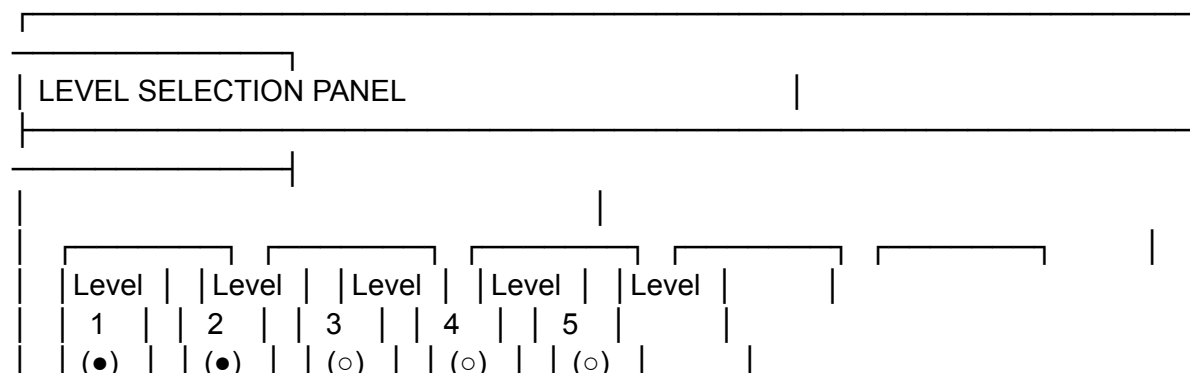 ┌──────────────────────────────────────────────────────────
──────────────┐
│ LEVEL SELECTION PANEL │
├──────────────────────────────────────────────────────────
──────────────┤
│ │
│ ┌────────┐ ┌────────┐ ┌────────┐ ┌────────┐ ┌────────┐ │
│ │Level │ │Level │ │Level │ │Level │ │Level │ │
│ │ 1 │ │ 2 │ │ 3 │ │ 4 │ │ 5 │ │
│ │ (●) │ │ (●) │ │ (○) │ │ (○) │ │ (○) │ │